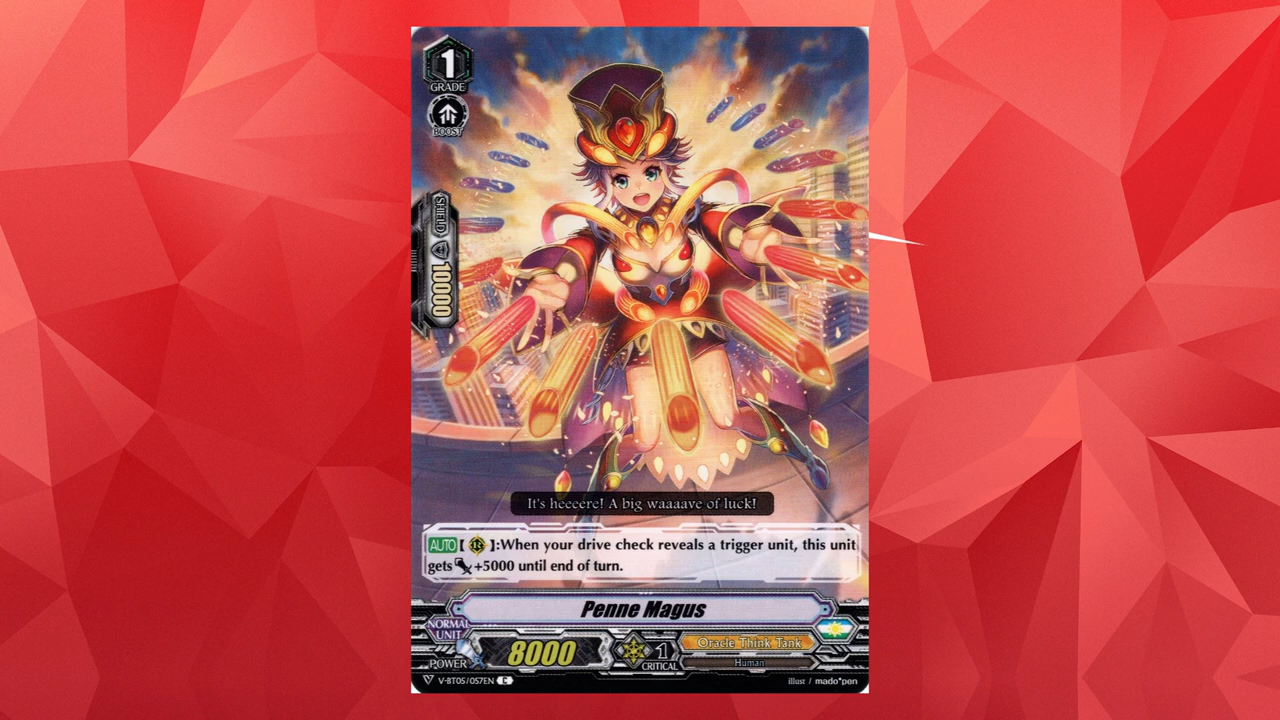 1
GRADE
BOOST
SHIELD
10000
It's heeeere! A big waaaave of luck!
AUTO [ R ]:When your drive check reveals a trigger unit, this unit
gets +5000 until end of turn.
Penne Magus
NORMAL
UNIT
POWER
8000
1
CRITICAL
Oracle Think Tank
Human
V-BT05/057EN C
illust / mado*pen